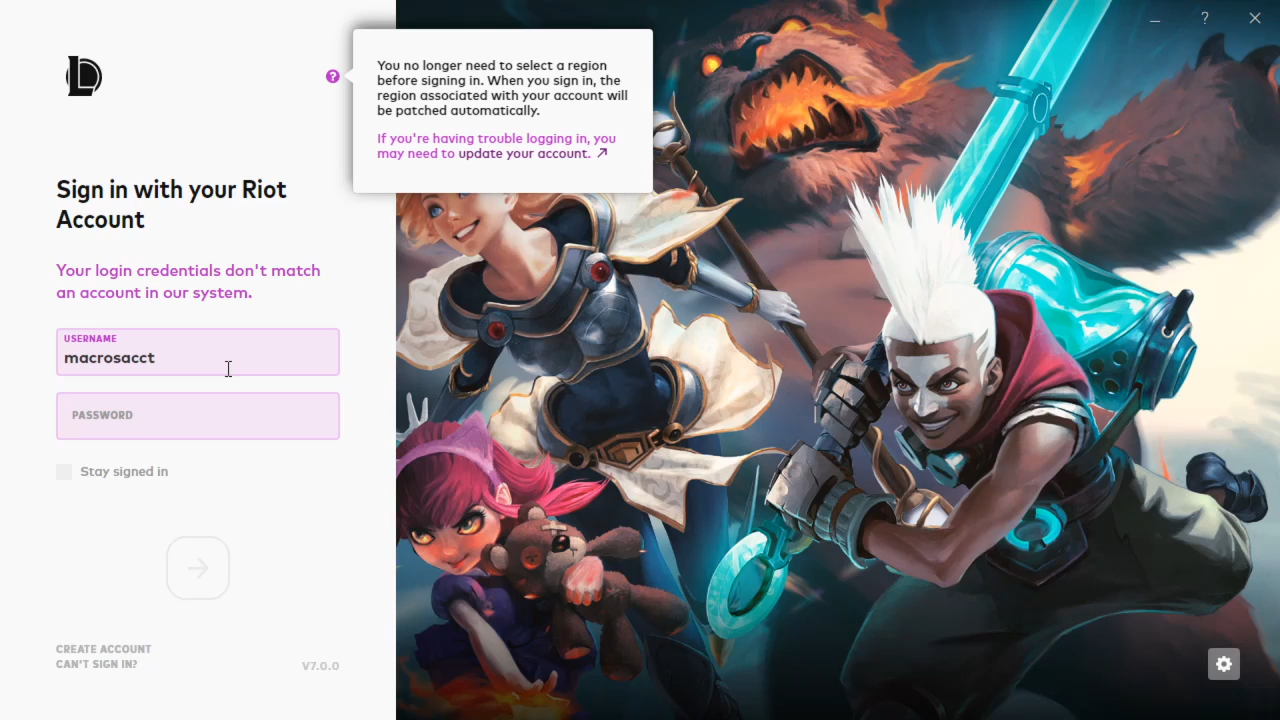 ?
?
You no longer need to select a region
before signing in. When you sign in, the
region associated with your account will
be patched automatically.
If you're having trouble logging in, you
may need to update your account.
Sign in with your Riot
Account
Your login credentials don't match
an account in our system.
USERNAME
macrosacct
PASSWORD
Stay signed in
CREATE ACCOUNT
CAN'T SIGN IN?
V7.0.0